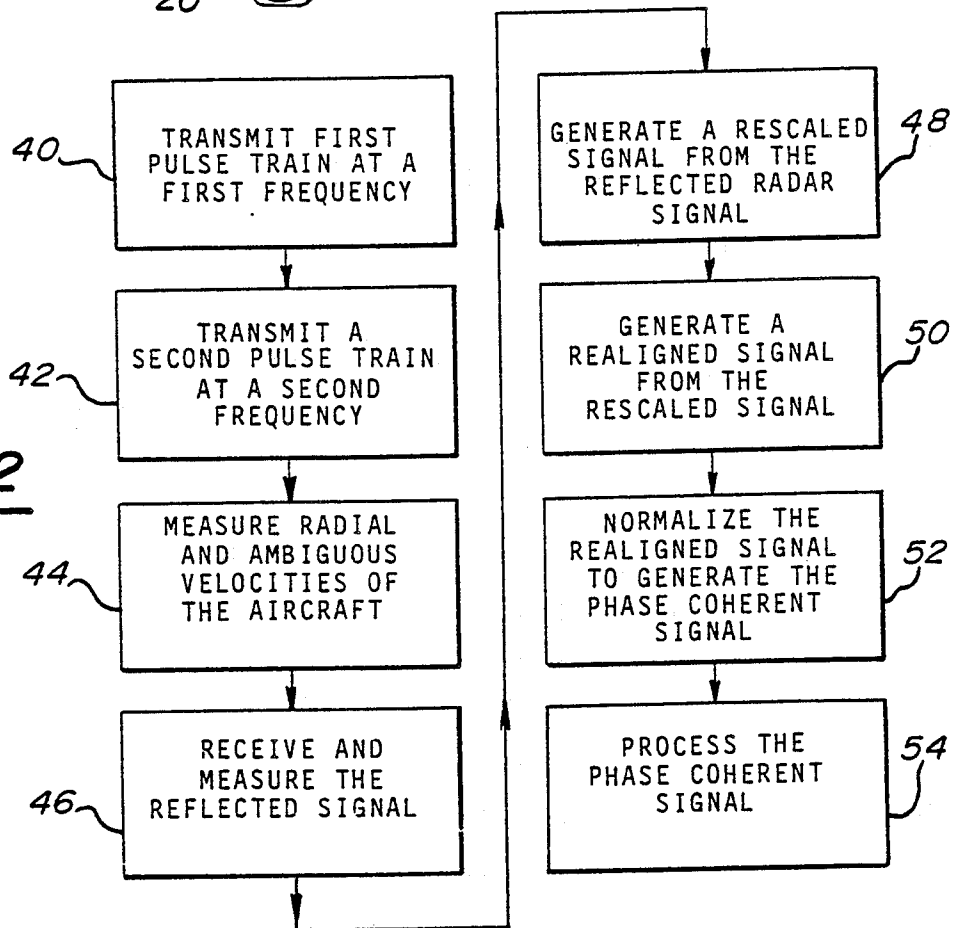 20
40
TRANSMIT FIRST
PULSE TRAIN AT A
FIRST FREQUENCY
42
TRANSMIT A
SECOND PULSE TRAIN
AT A SECOND
FREQUENCY
2
44
MEASURE RADIAL
AND AMBIGUOUS
VELOCITIES OF
THE AIRCRAFT
46
RECEIVE AND
MEASURE THE
REFLECTED SIGNAL
48
GENERATE A RESCALED
SIGNAL FROM THE
REFLECTED RADAR
SIGNAL
50
GENERATE A
REALIGNED SIGNAL
FROM THE
RESCALED SIGNAL
52
NORMALIZE THE
REALIGNED SIGNAL
TO GENERATE THE
PHASE COHERENT
SIGNAL
54
PROCESS THE
PHASE COHERENT
SIGNAL